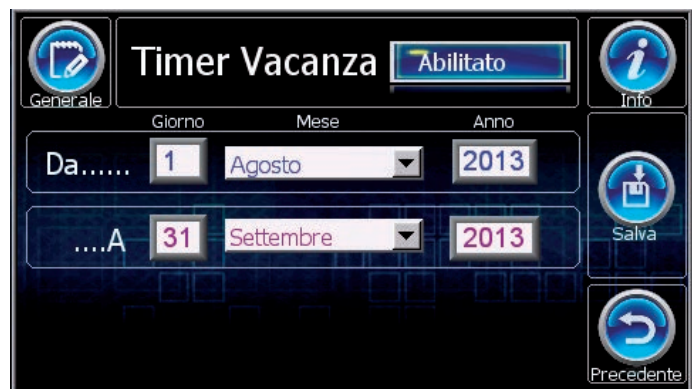 Timer Vacanza Abilitato
Generale
Info
Giorno Mese Anno
Da...... 1 Agosto 2013
....A 31 Settembre 2013
Salva
Precedente